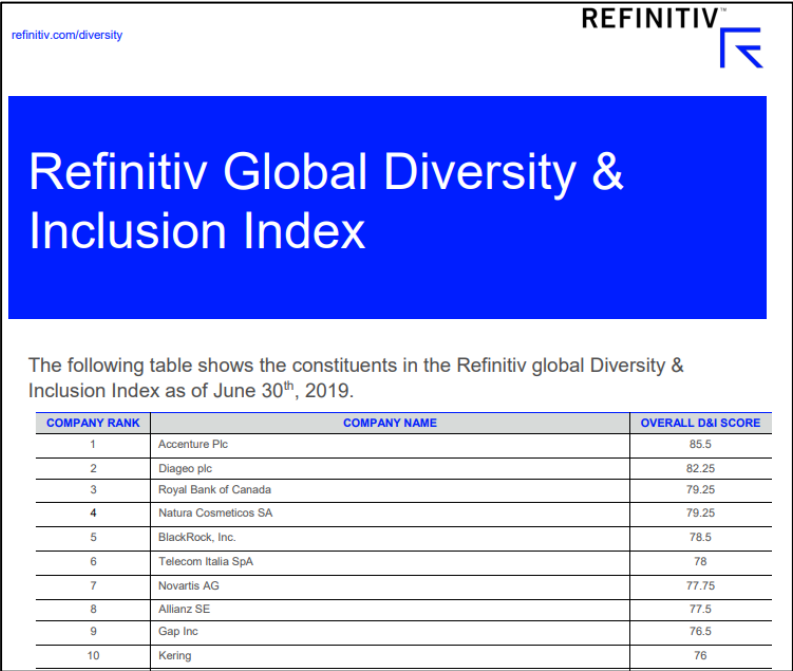 refinitiv.com/diversity
REFINITIV™
Refinitiv Global Diversity &
Inclusion Index
The following table shows the constituents in the Refinitiv global Diversity &
Inclusion Index as of June 30th, 2019.
COMPANY RANK COMPANY NAME OVERALL D&I SCORE
1 Accenture Plc 85.5
2 Diageo plc 82.25
3 Royal Bank of Canada 79.25
4 Natura Cosmeticos SA 79.25
5 BlackRock, Inc. 78.5
6 Telecom Italia SpA 78
7 Novartis AG 77.75
8 Allianz SE 77.5
9 Gap Inc 76.5
10 Kering 76